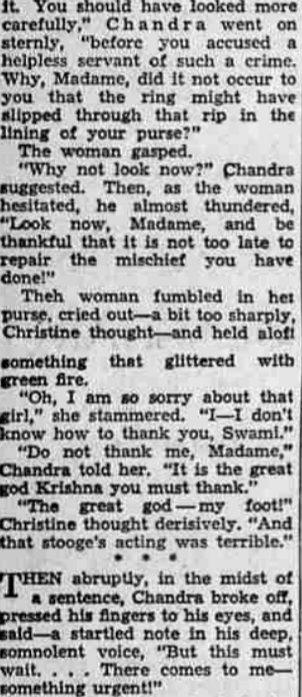 it. You should have looked more
carefully," Chandra went on
sternly, "before you accused a
helpless servant of such a crime.
Why, Madame, did it not occur to
you that the ring might have
slipped through that rip in the
lining of your purse?"
The woman gasped.
"Why not look now?" Chandra
suggested. Then, as the woman
hesitated, he almost thundered,
"Look now, Madame, and be
thankful that it is not too late to
repair the mischief you have
done!"
Theh woman fumbled in her
purse, cried out—a bit too sharply,
Christine thought—and held aloft
something that glittered with
green fire.
"Oh, I am so sorry about that
girl," she stammered. "I—I don't
know how to thank you, Swami."
"Do not thank me, Madame,"
Chandra told her. "It is the great
god Krishna you must thank."
"The great god—my foot!"
Christine thought derisively. "And
that stooge's acting was terrible."
* * *
THEN abruptly, in the midst of
a sentence, Chandra broke off,
pressed his fingers to his eyes, and
said—a startled note in his deep,
somnolent voice, "But this must
wait. . . . There comes to me—
something urgent!"